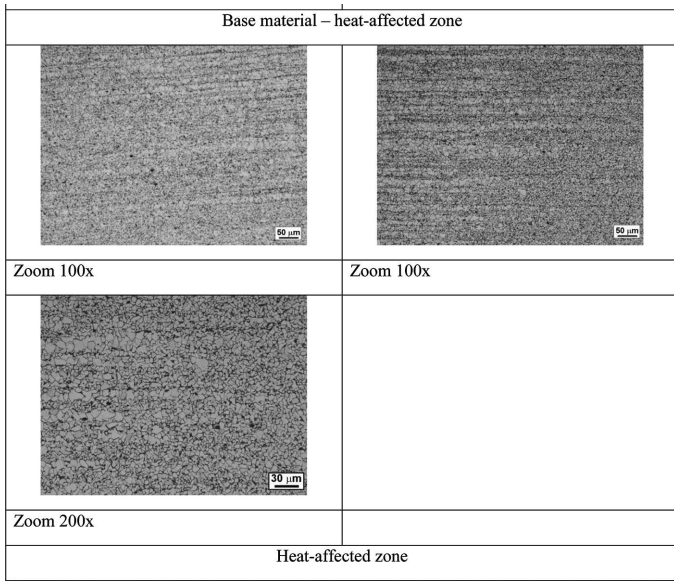 Base material – heat-affected zone
50 μm
50 μm
Zoom 100x
Zoom 100x
30 μm
Zoom 200x
Heat-affected zone